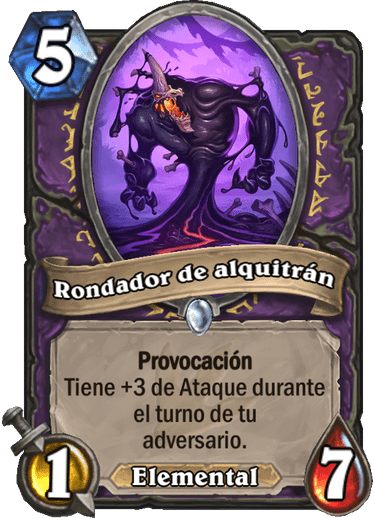 5
Rondador de alquitrán
Provocación
Tiene +3 de Ataque durante
el turno de tu
adversario.
1
Elemental
7